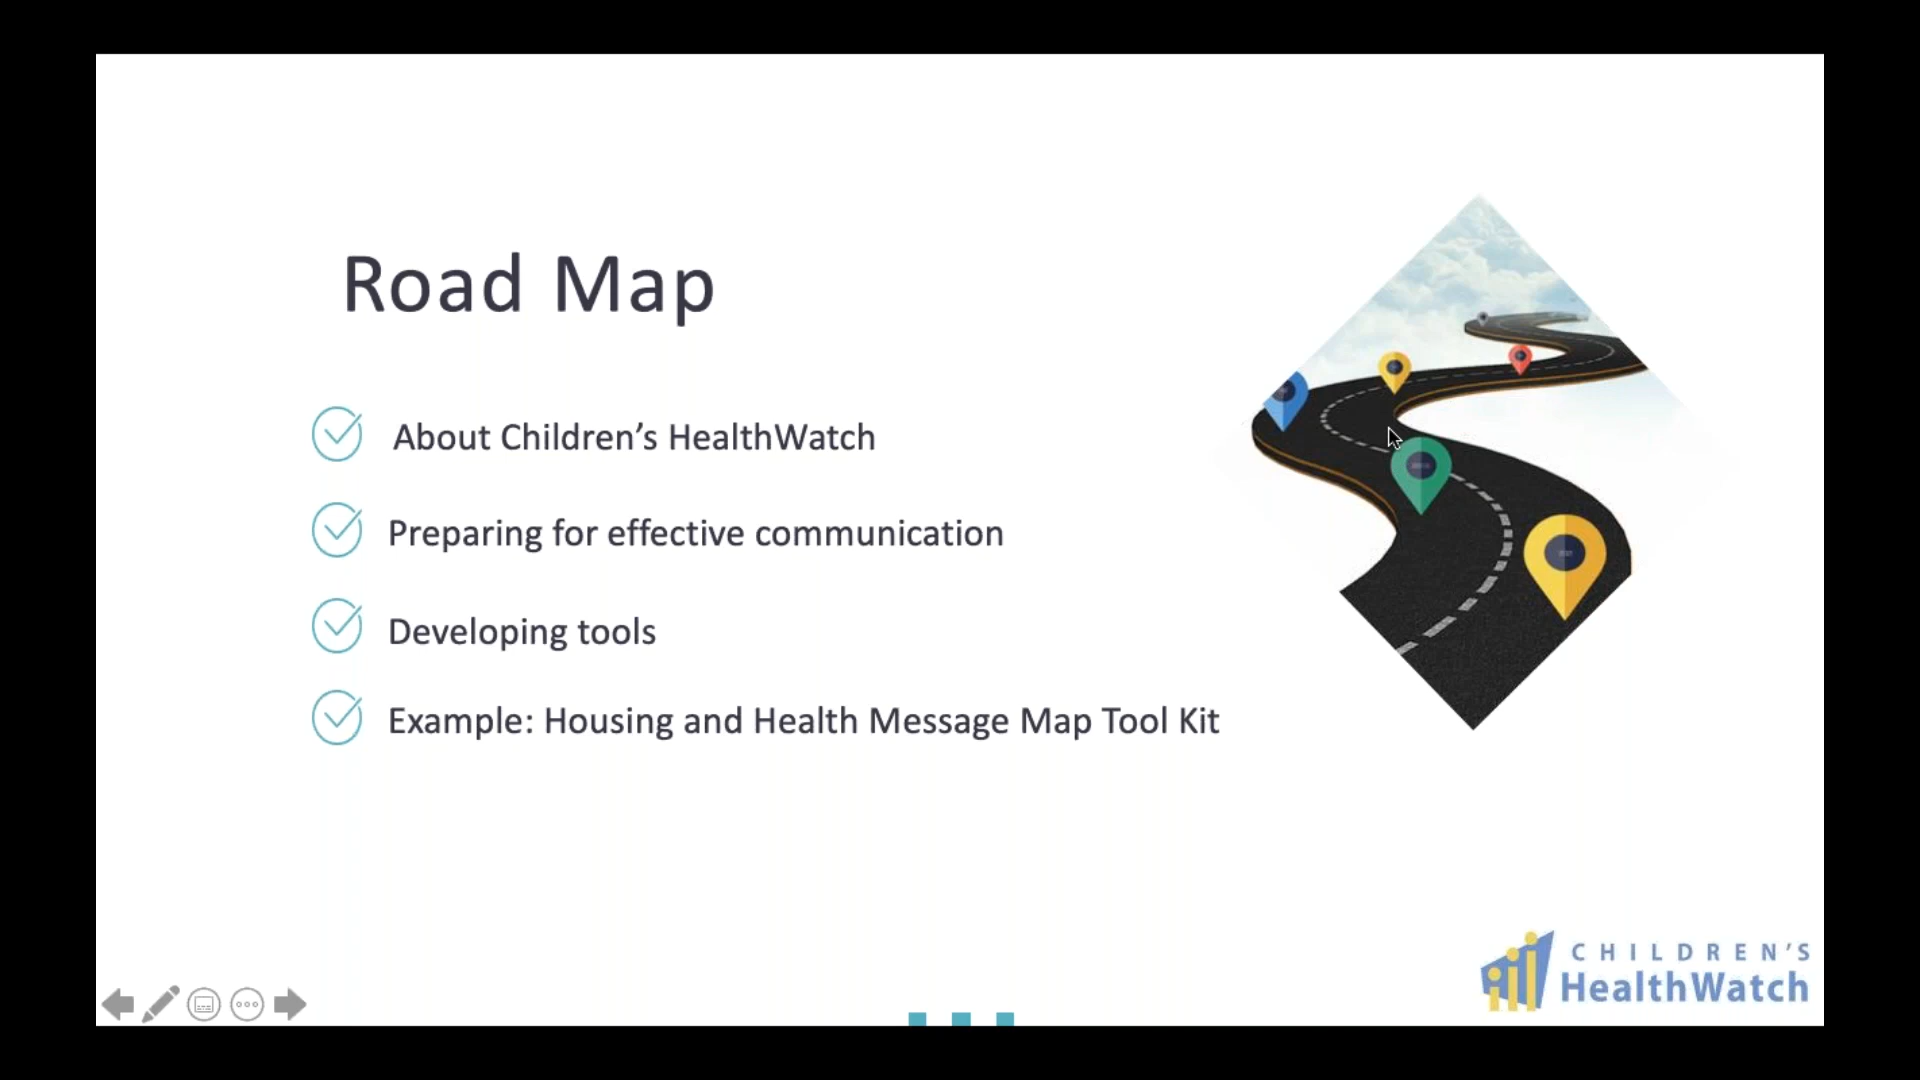 Road Map
About Children’s HealthWatch
Preparing for effective communication
Developing tools
Example: Housing and Health Message Map Tool Kit
CHILDREN’S
HealthWatch